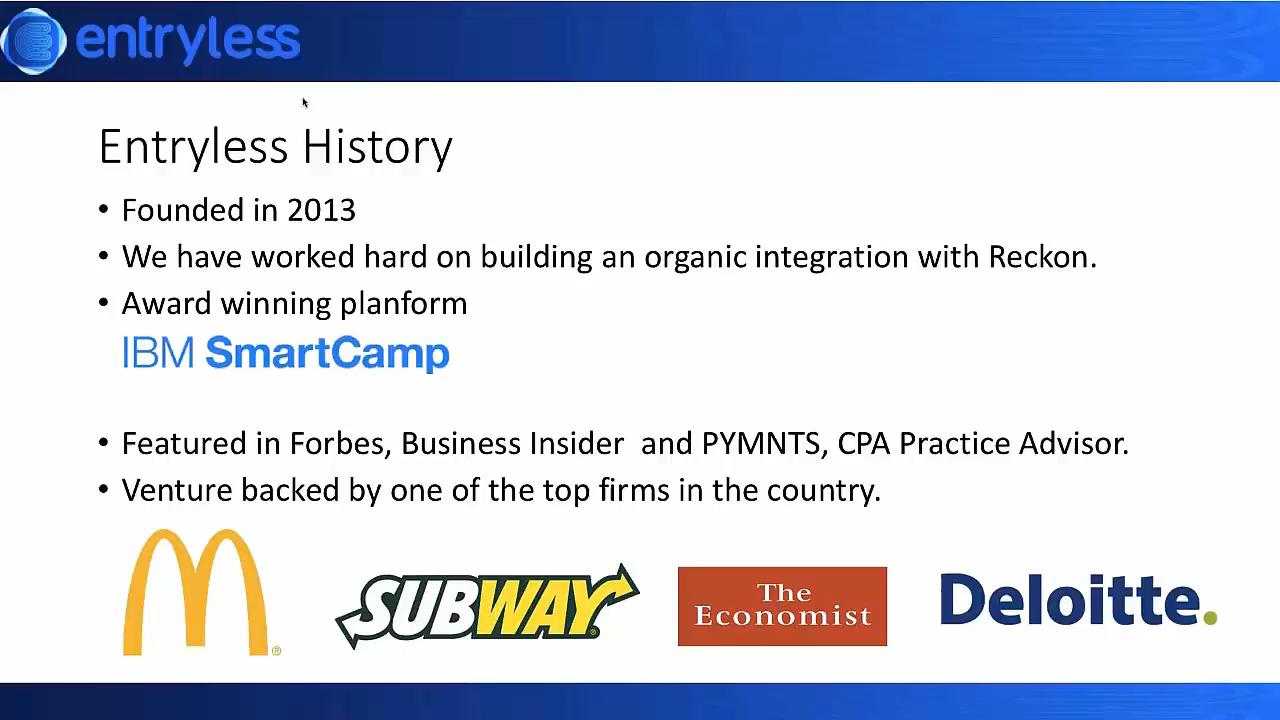 entryless
Entryless History
• Founded in 2013
• We have worked hard on building an organic integration with Reckon.
• Award winning planform
IBM SmartCamp
• Featured in Forbes, Business Insider  and PYMNTS, CPA Practice Advisor.
• Venture backed by one of the top firms in the country.
M®
SUBWAY®
The
Economist
Deloitte.